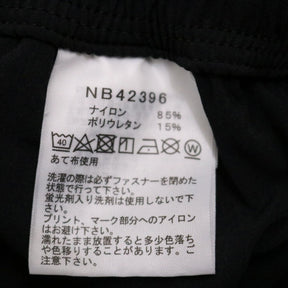 NB42396
ナイロン 85%
ポリウレタン 15%
40
あて布使用
洗濯の際は必ずファスナーを閉めた
状態で行って下さい。
蛍光剤入り洗剤は使用しないで下さい。
プリント、マーク部分へのアイロン
はお避け下さい。
濡れたまま放置すると多少色落ち
や色移りすることがあります。
ご注意下さい。